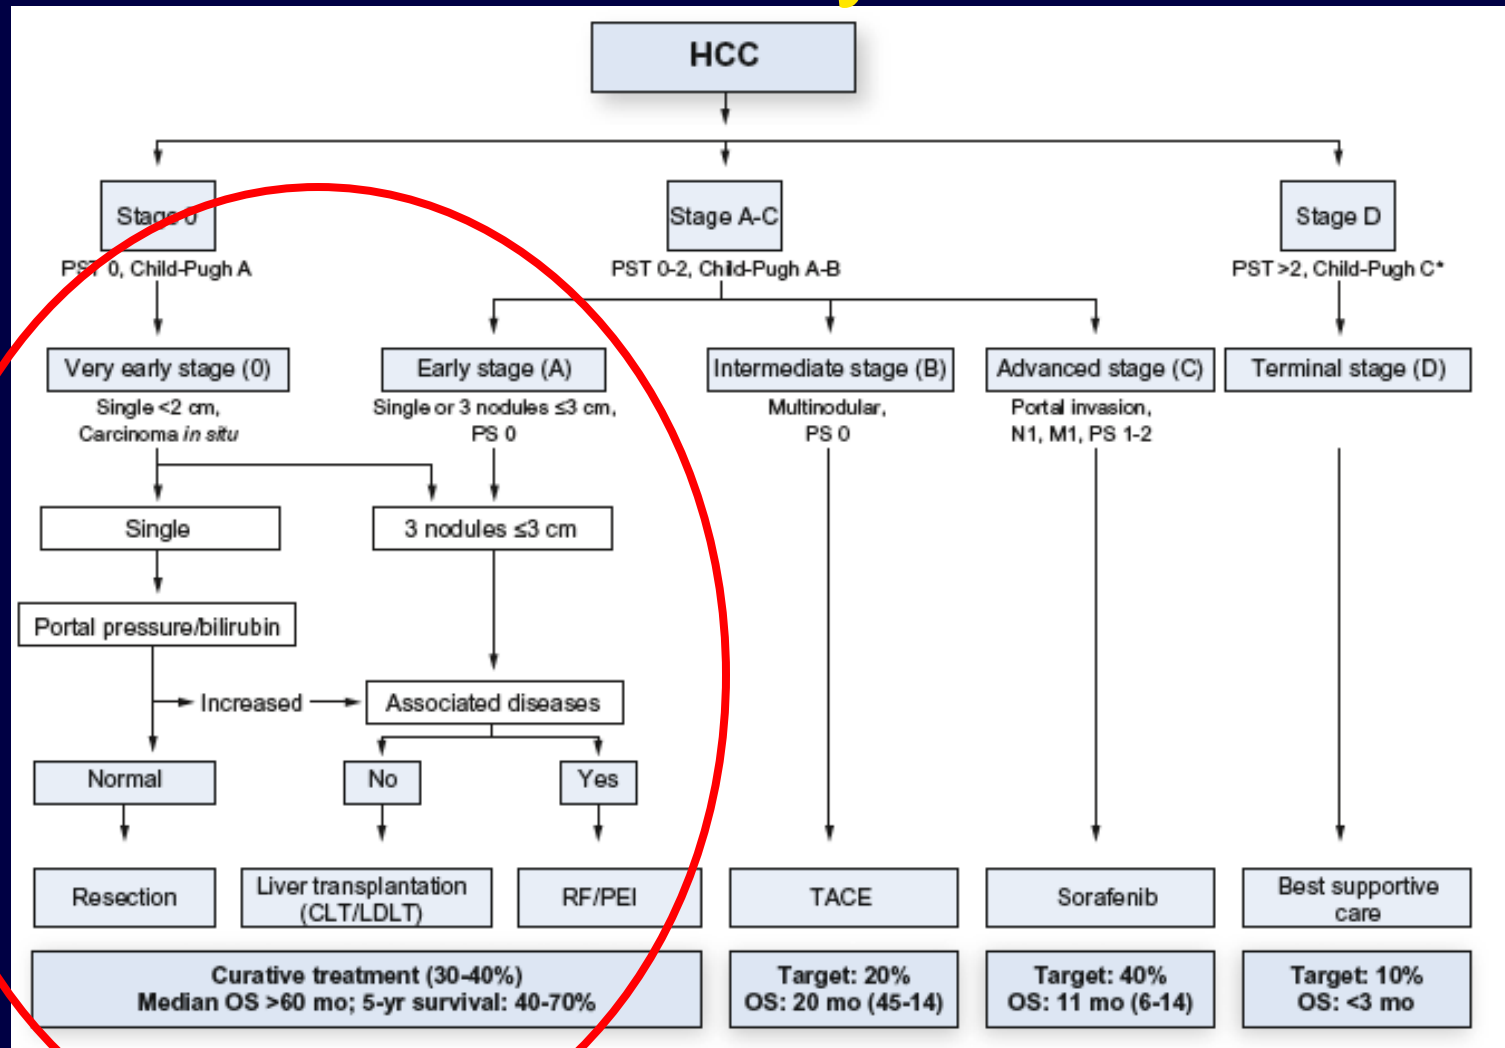 HCC
Stage 0
Stage A-C
Stage D
PST 0, Child-Pugh A
PST 0-2, Child-Pugh A-B
PST >2, Child-Pugh C*
Very early stage (0)
Early stage (A)
Intermediate stage (B)
Advanced stage (C)
Terminal stage (D)
Single <2 cm,
Carcinoma in situ
Single or 3 nodules ≤3 cm,
PS 0
Multinodular,
PS 0
Portal invasion,
N1, M1, PS 1-2
Single
3 nodules ≤3 cm
Portal pressure/bilirubin
Increased
Associated diseases
Normal
No
Yes
Resection
Liver transplantation
(CLT/LDLT)
RF/PEI
TACE
Sorafenib
Best supportive
care
Curative treatment (30-40%)
Median OS >60 mo; 5-yr survival: 40-70%
Target: 20%
OS: 20 mo (45-14)
Target: 40%
OS: 11 mo (6-14)
Target: 10%
OS: <3 mo